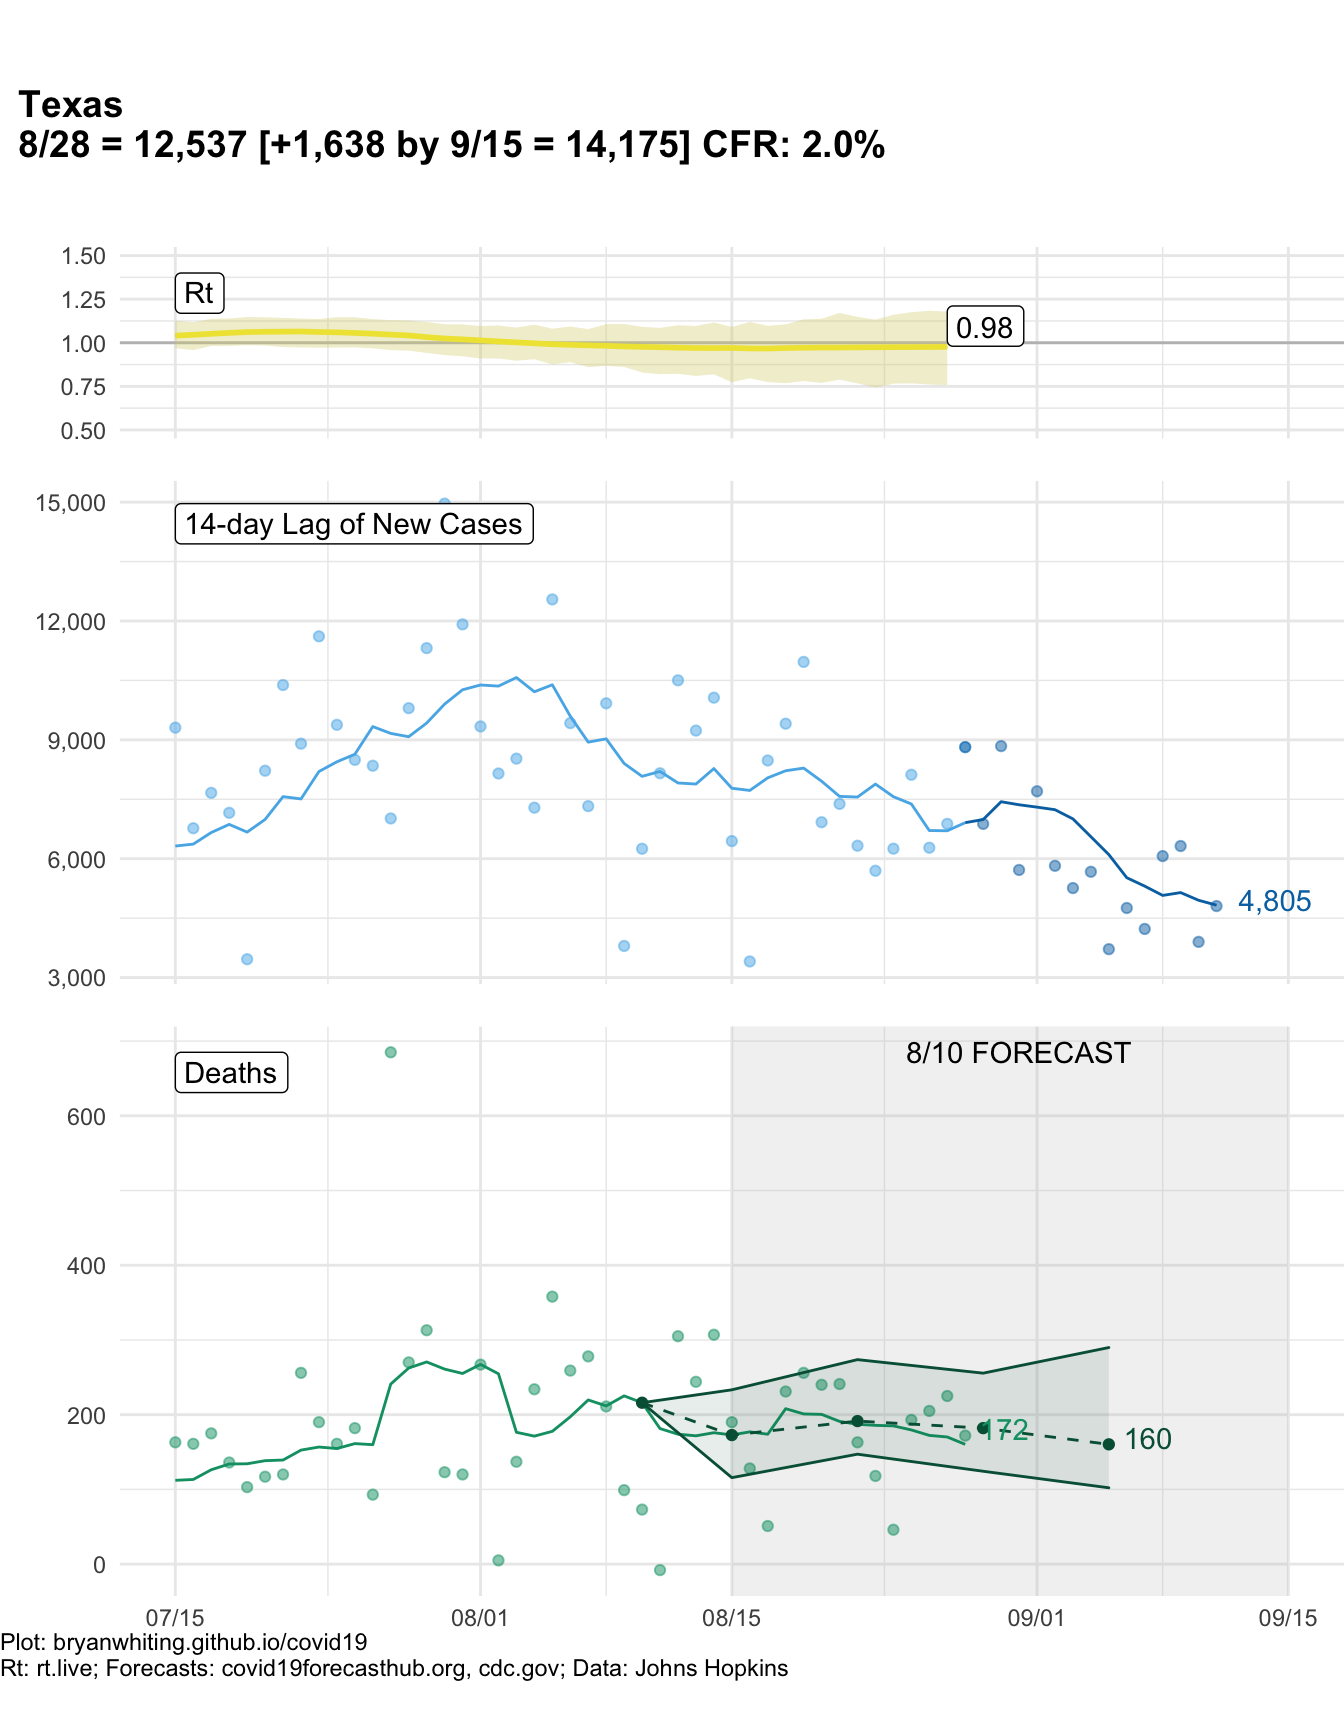 Texas
8/28 = 12,537 [+1,638 by 9/15 = 14,175] CFR: 2.0%
1.50
1.25
1.00
0.75
0.50
Rt
0.98
15,000
12,000
9,000
6,000
3,000
14-day Lag of New Cases
4,805
8/10 FORECAST
Deaths
600
400
200
0
172
160
07/15
08/01
08/15
09/01
09/15
Plot: bryanwhiting.github.io/covid19
Rt: rt.live; Forecasts: covid19forecasthub.org, cdc.gov; Data: Johns Hopkins